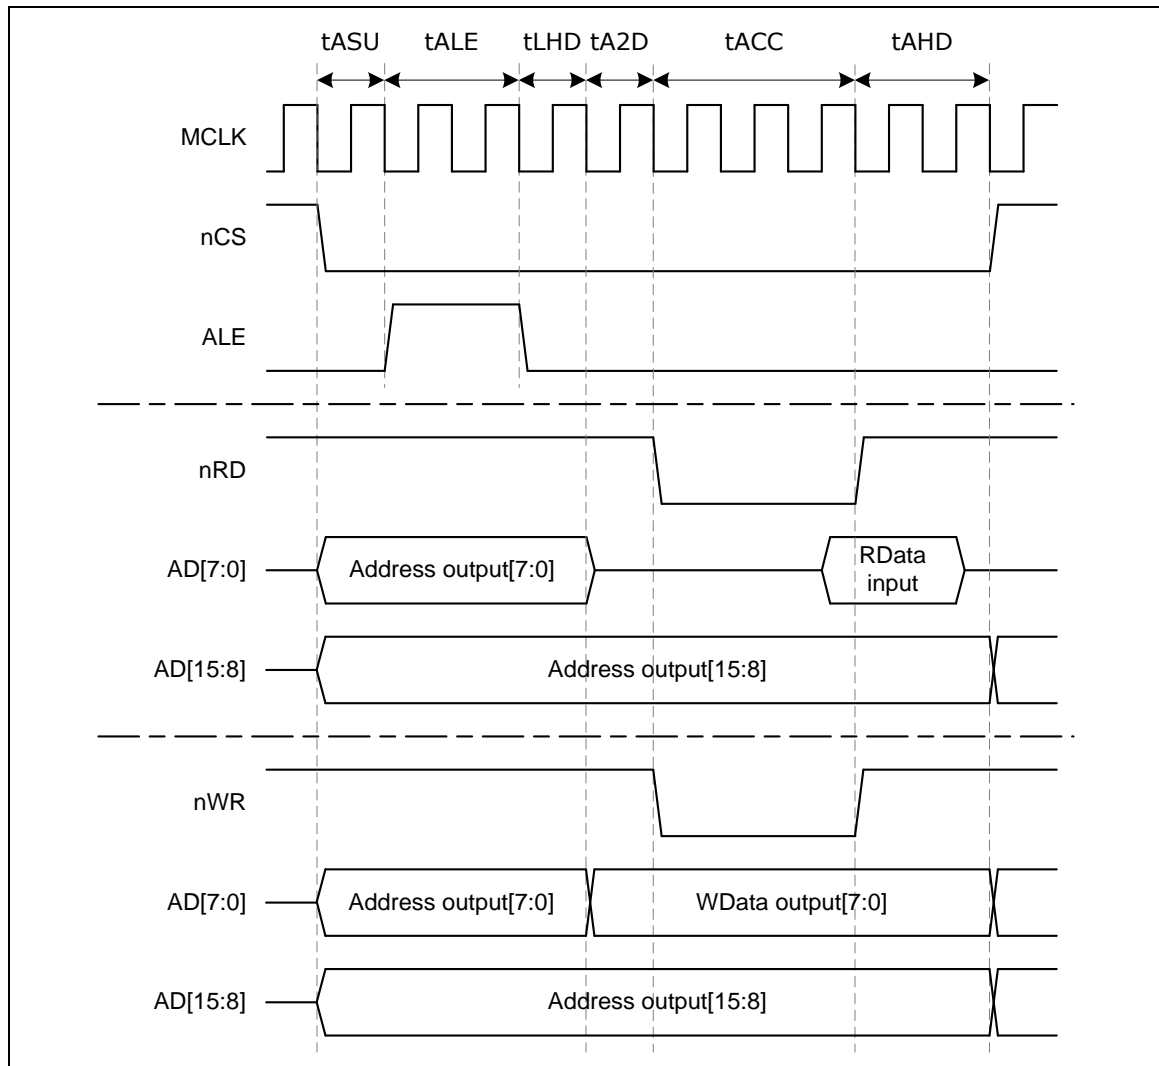 tASU tALE tLHD tA2D tACC tAHD
MCLK
nCS
ALE
nRD
AD[7:0] Address output[7:0] RData
input
AD[15:8] Address output[15:8]
nWR
AD[7:0] Address output[7:0] WData output[7:0]
AD[15:8] Address output[15:8]